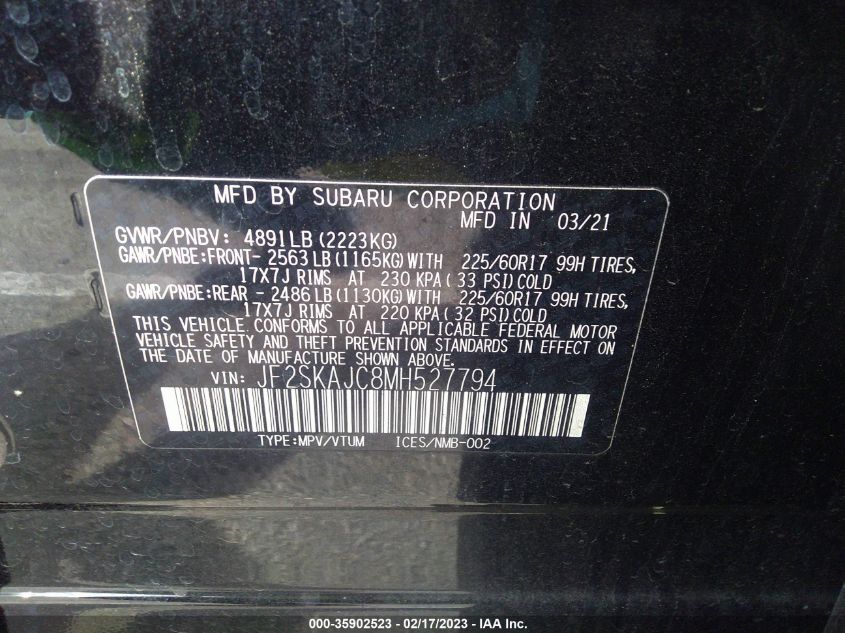 MFD BY SUBARU CORPORATION
MFD IN 03/21
GVWR/PNBV: 4891LB (2223KG)
GAWR/PNBE:FRONT- 2563LB (1165KG) WITH 225/60R17 99H TIRES,
17X7J RIMS AT 230 KPA ( 33 PSI) COLD
GAWR/PNBE:REAR - 2486LB (1130KG) WITH 225/60R17 99H TIRES,
17X7J RIMS AT 220 KPA ( 32 PSI) COLD
THIS VEHICLE CONFORMS TO ALL APPLICABLE FEDERAL MOTOR
VEHICLE SAFETY AND THEFT PREVENTION STANDARDS IN EFFECT ON
THE DATE OF MANUFACTURE SHOWN ABOVE.
VIN: JF2SKAJC8MH527794
TYPE:MPV/VTUM ICES/NMB-002
000-35902523 - 02/17/2023 - © IAA Inc.